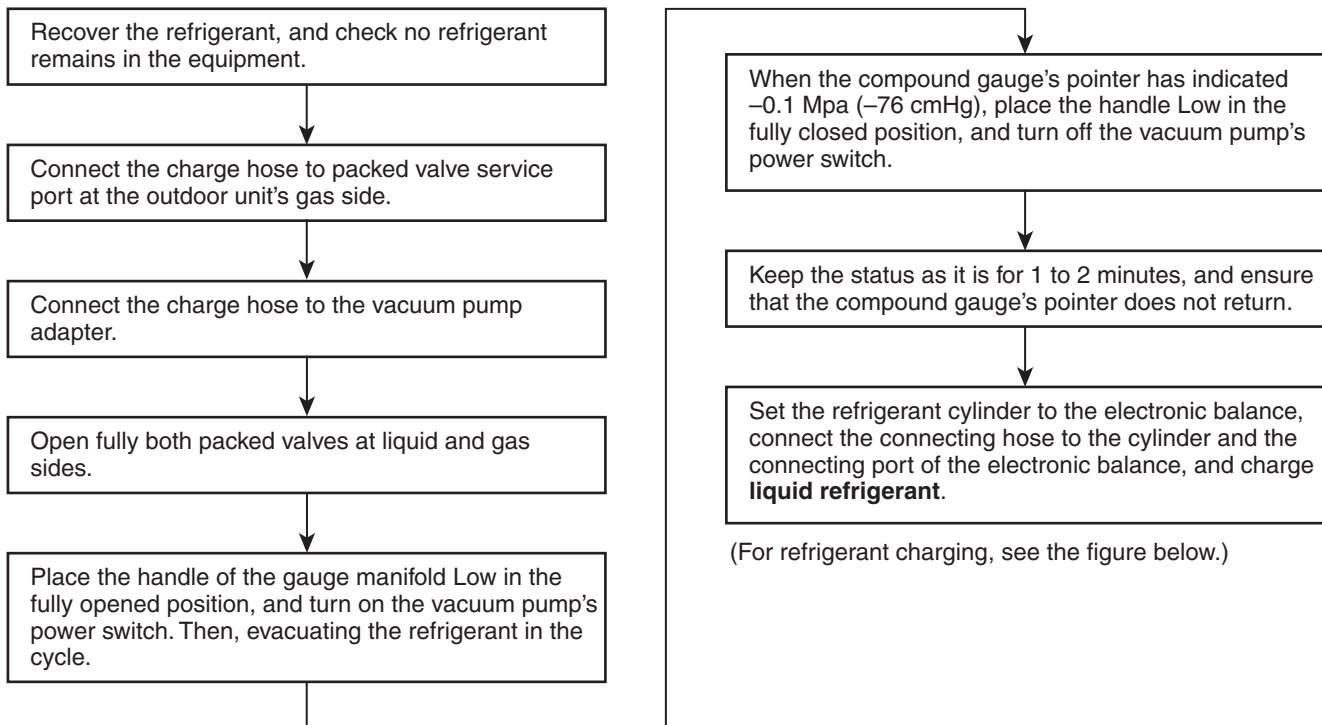 Recover the refrigerant, and check no refrigerant
remains in the equipment.
Connect the charge hose to packed valve service
port at the outdoor unit's gas side.
Connect the charge hose to the vacuum pump
adapter.
Open fully both packed valves at liquid and gas
sides.
Place the handle of the gauge manifold Low in the
fully opened position, and turn on the vacuum pump's
power switch. Then, evacuating the refrigerant in the
cycle.
When the compound gauge's pointer has indicated
–0.1 Mpa (–76 cmHg), place the handle Low in the
fully closed position, and turn off the vacuum pump's
power switch.
Keep the status as it is for 1 to 2 minutes, and ensure
that the compound gauge's pointer does not return.
Set the refrigerant cylinder to the electronic balance,
connect the connecting hose to the cylinder and the
connecting port of the electronic balance, and charge
liquid refrigerant.
(For refrigerant charging, see the figure below.)